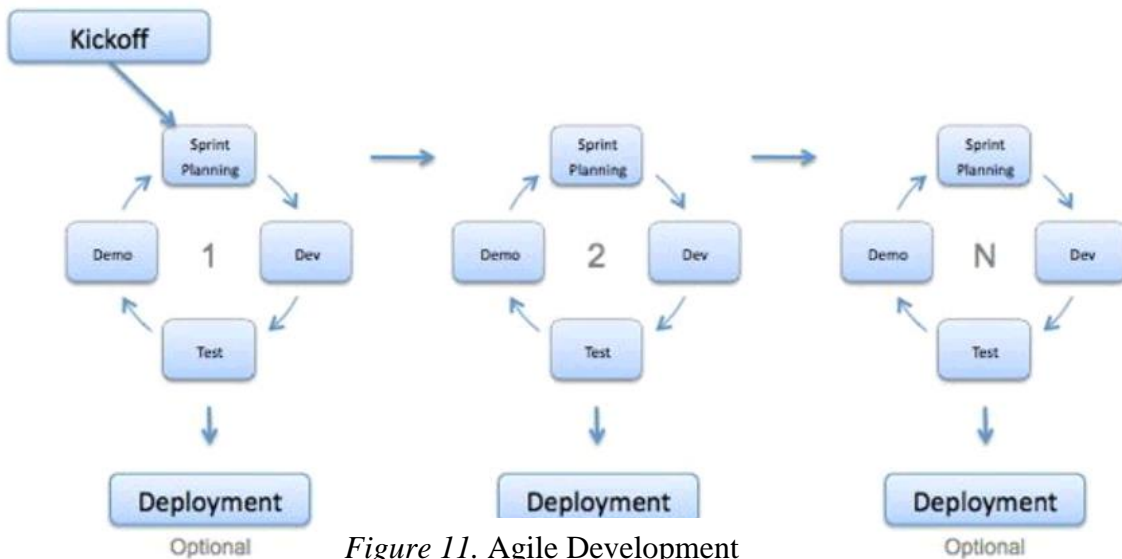 Kickoff
Sprint
Planning
Demo
1
Dev
Test
Deployment
Optional
Sprint
Planning
Demo
2
Dev
Test
Deployment
Sprint
Planning
Demo
N
Dev
Test
Deployment
Optional
Figure 11. Agile Development